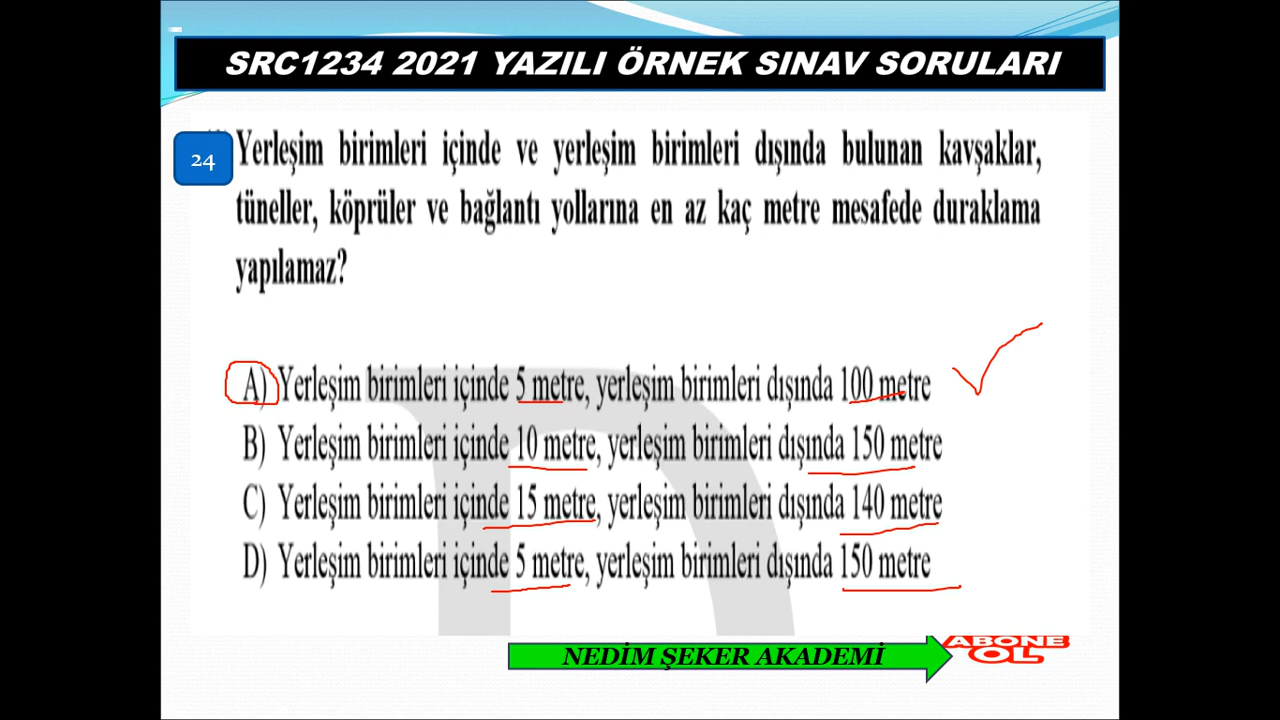 SRC1234 2021 YAZILI ÖRNEK SINAV SORULARI
24
Yerleşim birimleri içinde ve yerleşim birimleri dışında bulunan kavşaklar,
tüneller, köprüler ve bağlantı yollarına en az kaç metre mesafede duraklama
yapılamaz?
A) Yerleşim birimleri içinde 5 metre, yerleşim birimleri dışında 100 metre
B) Yerleşim birimleri içinde 10 metre, yerleşim birimleri dışında 150 metre
C) Yerleşim birimleri içinde 15 metre, yerleşim birimleri dışında 140 metre
D) Yerleşim birimleri içinde 5 metre, yerleşim birimleri dışında 150 metre
NEDİM ŞEKER AKADEMİ
ABONE
OL